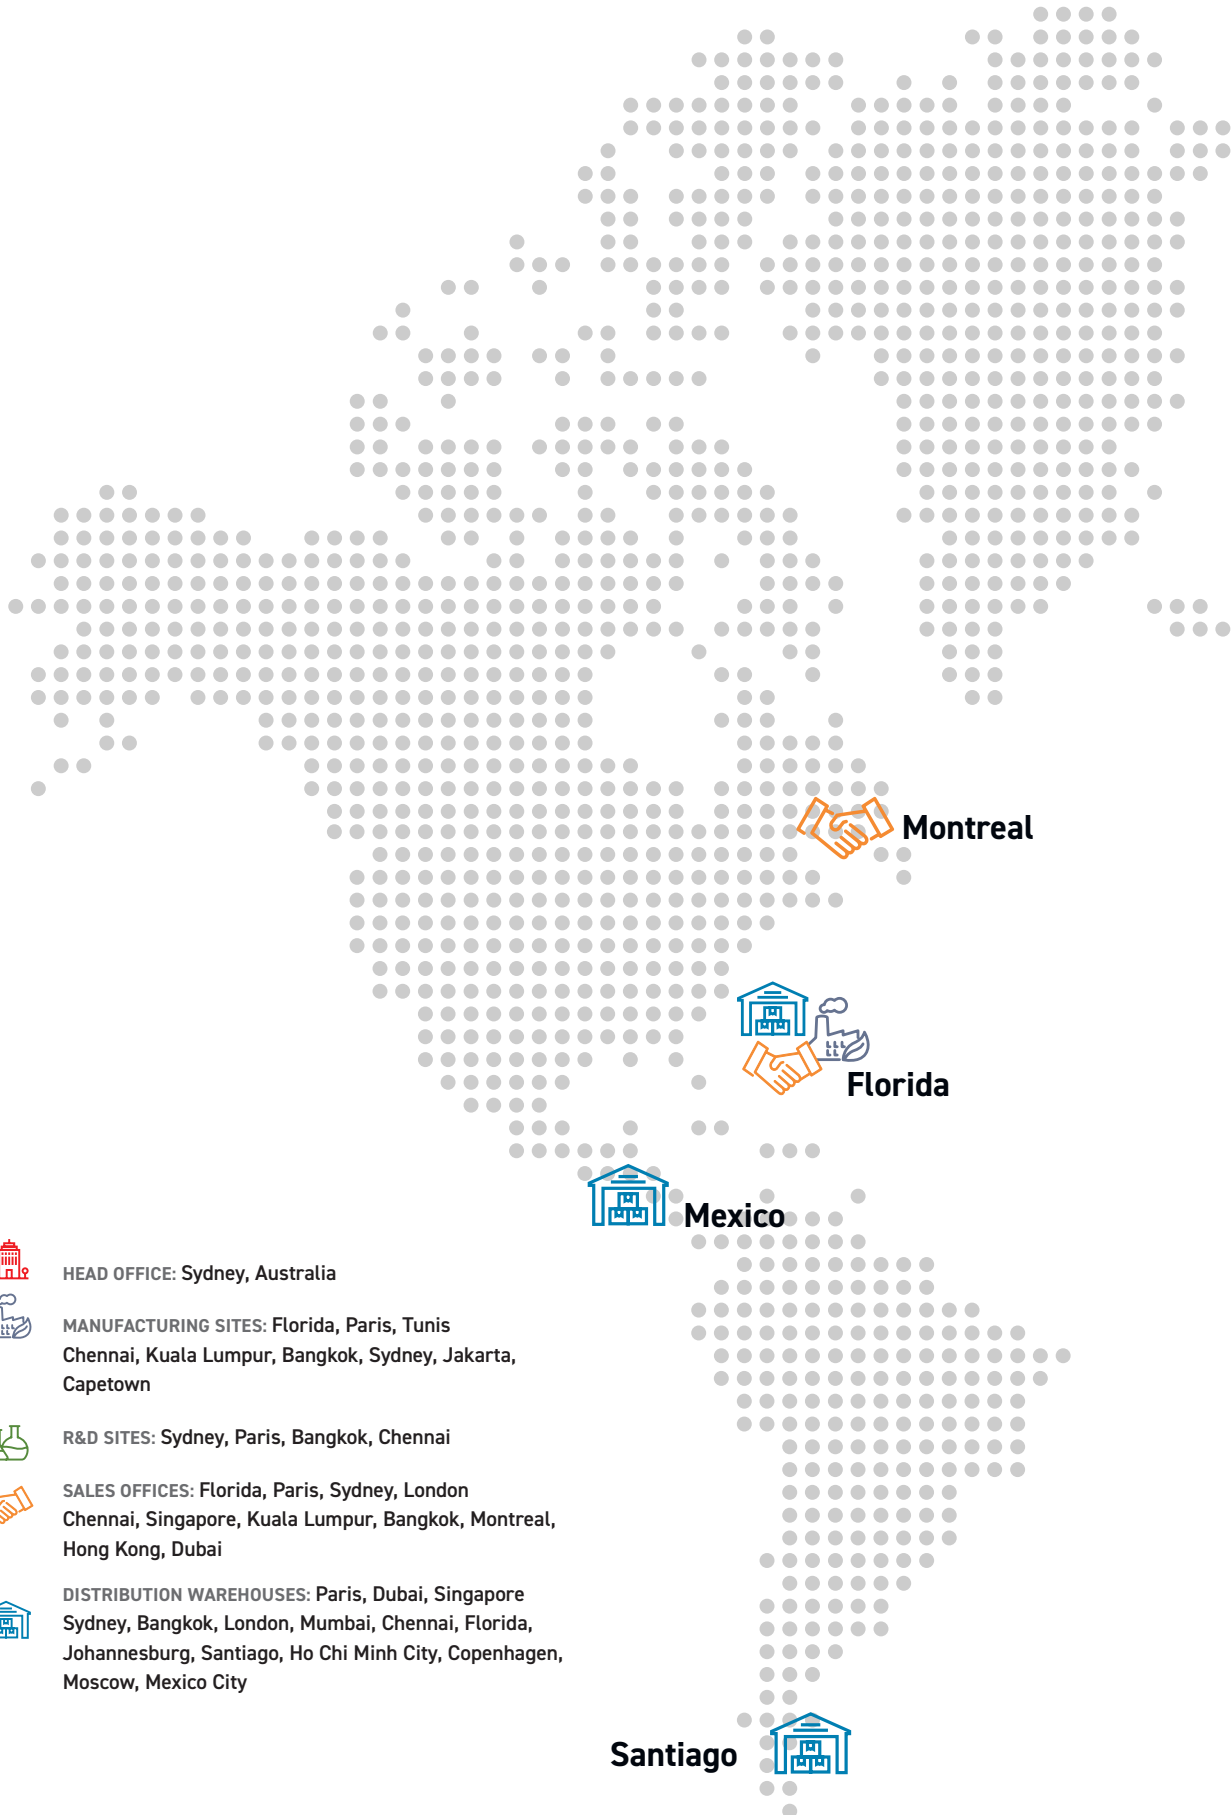 Montreal
Florida
Mexico
HEAD OFFICE: Sydney, Australia
MANUFACTURING SITES: Florida, Paris, Tunis
Chennai, Kuala Lumpur, Bangkok, Sydney, Jakarta,
Capetown
R&D SITES: Sydney, Paris, Bangkok, Chennai
SALES OFFICES: Florida, Paris, Sydney, London
Chennai, Singapore, Kuala Lumpur, Bangkok, Montreal,
Hong Kong, Dubai
DISTRIBUTION WAREHOUSES: Paris, Dubai, Singapore
Sydney, Bangkok, London, Mumbai, Chennai, Florida,
Johannesburg, Santiago, Ho Chi Minh City, Copenhagen,
Moscow, Mexico City
Santiago